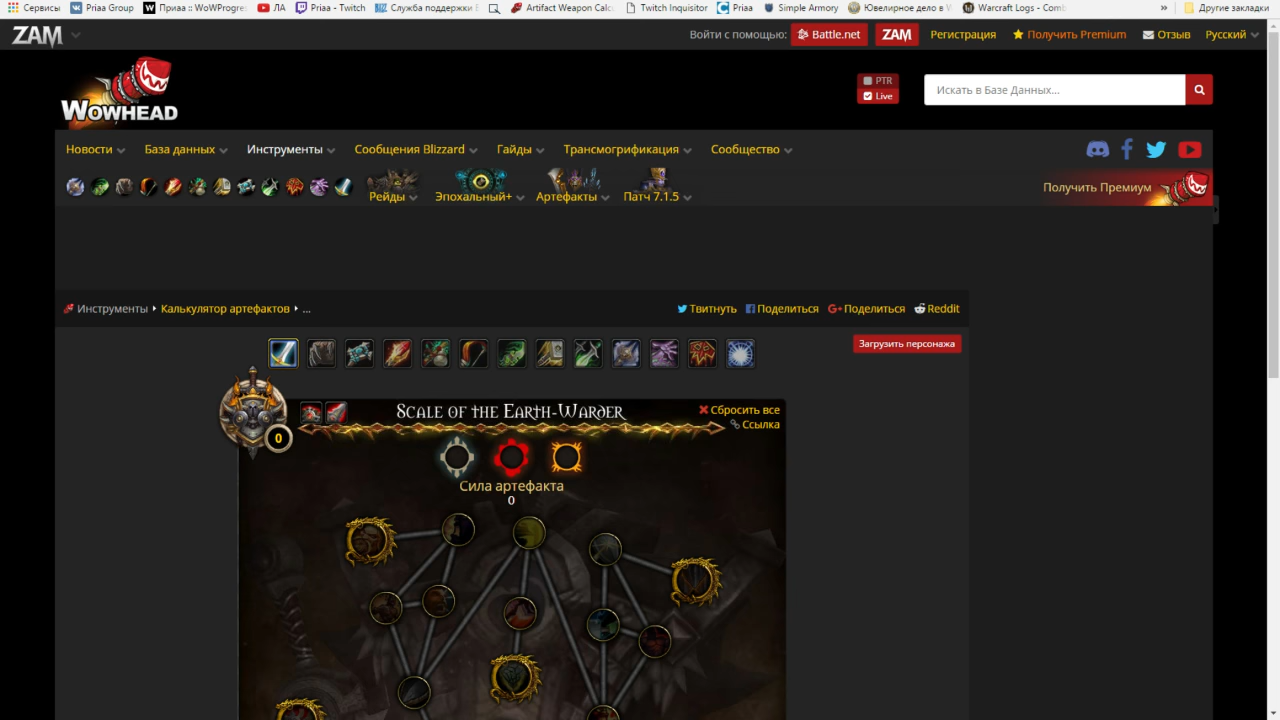 Сервисы Priaa Group Приаа :: WoWProgres ЛА Priaa - Twitch Служба поддержки Artifact Weapon Calc Twitch Inquisitor Priaa Simple Armory Ювелирное дело в Warcraft Logs - Comb » Другие закладки
ZAM Войти с помощью: Battle.net ZAM Регистрация Получить Premium Отзыв Русский
PTR
Live
Искать в Базе Данных...
WOWHEAD
Новости База данных Инструменты Сообщения Blizzard Гайды Трансмогрификация Сообщество
Рейды Эпохальный+ Артефакты Патч 7.1.5 Получить Премиум
Инструменты Калькулятор артефактов ... Твитнуть Поделиться G+ Поделиться Reddit
Загрузить персонажа
Scale of the Earth-Warder Сбросить все
Ссылка
0
Сила артефакта
0